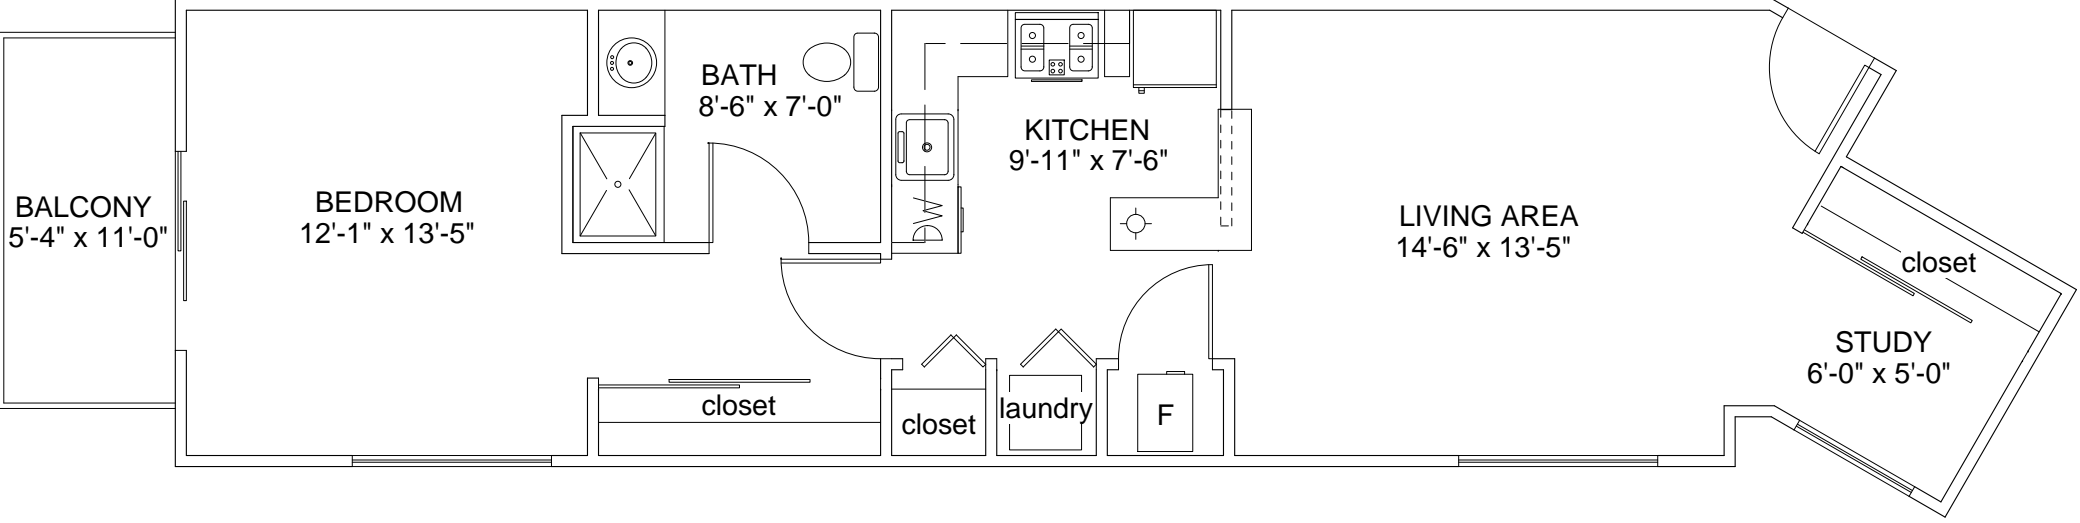 BALCONY
5'-4" x 11'-0"
BEDROOM
12'-1" x 13'-5"
BATH
8'-6" x 7'-0"
KITCHEN
9'-11" x 7'-6"
DW
LIVING AREA
14'-6" x 13'-5"
closet
STUDY
6'-0" x 5'-0"
closet
closet
laundry
F